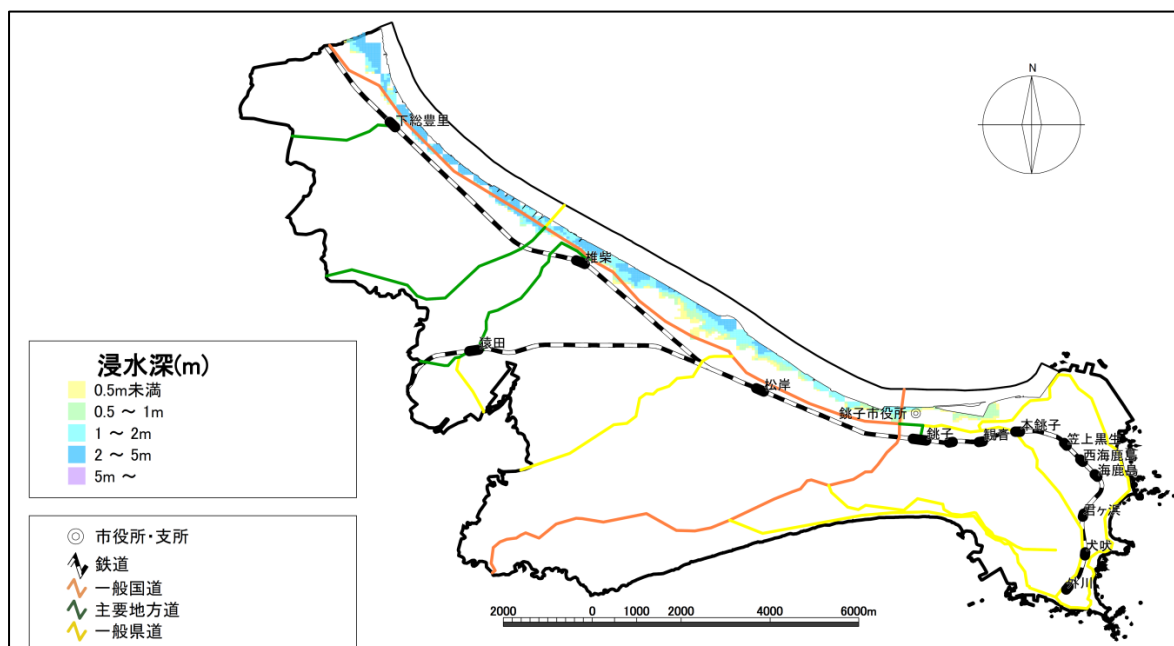 N
下総豊里
椎柴
猿田
松岸
銚子市役所
銚子
観音
本銚子
笠上黒生
西海鹿島
海鹿島
君ヶ浜
犬吠
外川
浸水深(m)
0.5m未満
0.5 ～ 1m
1 ～ 2m
2 ～ 5m
5m ～
市役所・支所
鉄道
一般国道
主要地方道
一般県道
2000 0 1000 2000 4000 6000m